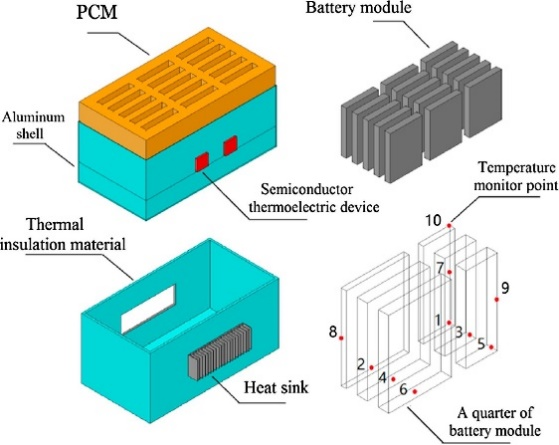 PCM
Battery module
Aluminum
shell
Semiconductor
thermoelectric device
Temperature
monitor point
Thermal
insulation material
Heat sink
10
7
9
8
1
3
5
2
4
6
A quarter of
battery module